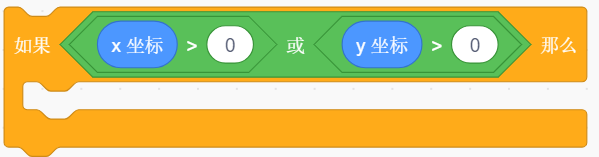 如果 x 坐标 > 0 或 y 坐标 > 0 那么